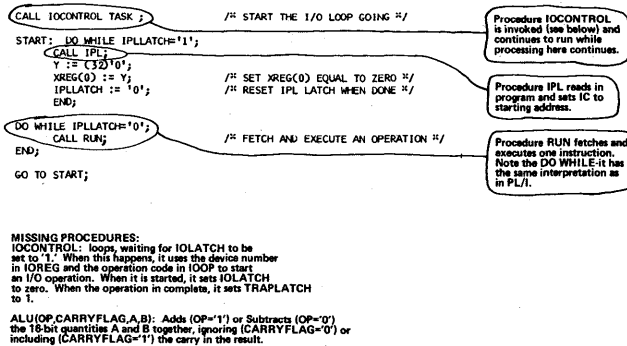 CALL IOCONTROL TASK ; /* START THE I/O LOOP GOING */
Procedure IOCONTROL
is invoked (see below) and
continues to run while
processing here continues.
START: DO WHILE IPLLATCH='1';
CALL IPL;
Y := (32)'0';
XREG(0) := Y; /* SET XREG(0) EQUAL TO ZERO */
IPLLATCH := '0'; /* RESET IPL LATCH WHEN DONE */
END;
Procedure IPL reads in
program and sets IC to
starting address.
DO WHILE IPLLATCH='0';
CALL RUN; /* FETCH AND EXECUTE AN OPERATION */
END;
Procedure RUN fetches and
executes one instruction.
Note the DO WHILE-it has
the same interpretation as
in PL/I.
GO TO START;
MISSING PROCEDURES:
IOCONTROL: loops, waiting for IOLATCH to be
set to '1.' When this happens, it uses the device number
in IOREG and the operation code in IOOP to start
an I/O operation. When it is started, it sets IOLATCH
to zero. When the operation in complete, it sets TRAPLATCH
to 1.
ALU(OP,CARRYFLAG,A,B): Adds (OP='1') or Subtracts (OP='0')
the 16-bit quantities A and B together, ignoring (CARRYFLAG='0') or
including (CARRYFLAG='1') the carry in the result.